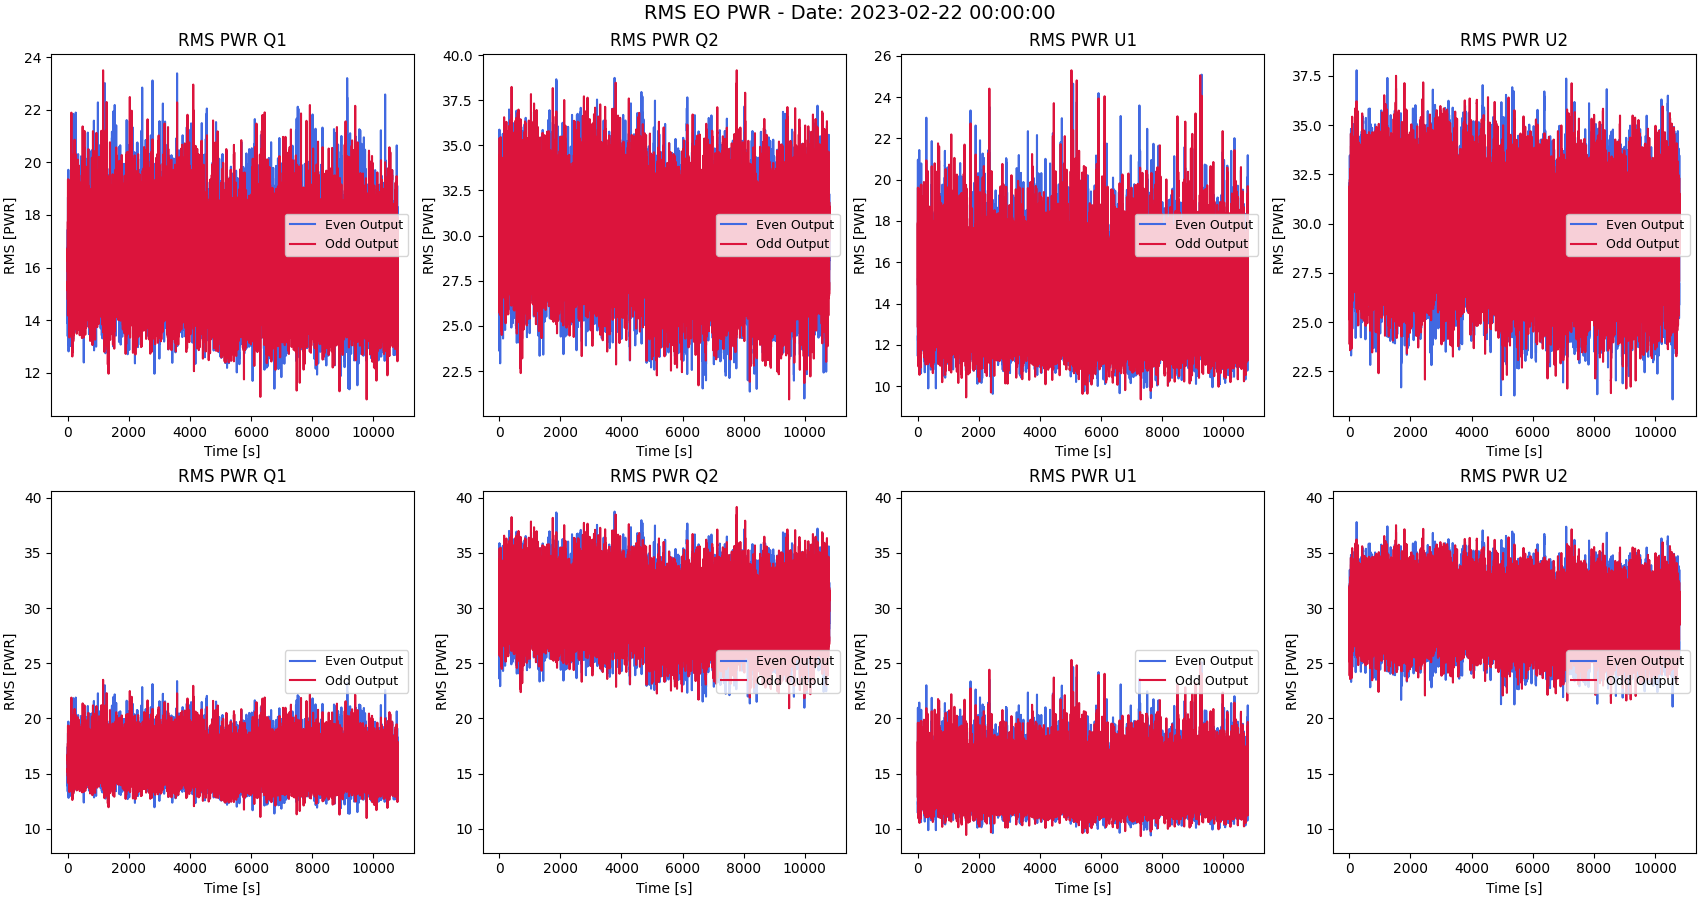 RMS EO PWR - Date: 2023-02-22 00:00:00
RMS PWR Q1
24
22
20
18
16
14
12
RMS [PWR]
Even Output
Odd Output
0 2000 4000 6000 8000 10000
Time [s]
RMS PWR Q2
40.0
37.5
35.0
32.5
30.0
27.5
25.0
22.5
RMS [PWR]
Even Output
Odd Output
0 2000 4000 6000 8000 10000
Time [s]
RMS PWR U1
26
24
22
20
18
16
14
12
10
RMS [PWR]
Even Output
Odd Output
0 2000 4000 6000 8000 10000
Time [s]
RMS PWR U2
37.5
35.0
32.5
30.0
27.5
25.0
22.5
RMS [PWR]
Even Output
Odd Output
0 2000 4000 6000 8000 10000
Time [s]
RMS PWR Q1
40
35
30
25
20
15
10
RMS [PWR]
Even Output
Odd Output
0 2000 4000 6000 8000 10000
Time [s]
RMS PWR Q2
40
35
30
25
20
15
10
RMS [PWR]
Even Output
Odd Output
0 2000 4000 6000 8000 10000
Time [s]
RMS PWR U1
40
35
30
25
20
15
10
RMS [PWR]
Even Output
Odd Output
0 2000 4000 6000 8000 10000
Time [s]
RMS PWR U2
40
35
30
25
20
15
10
RMS [PWR]
Even Output
Odd Output
0 2000 4000 6000 8000 10000
Time [s]